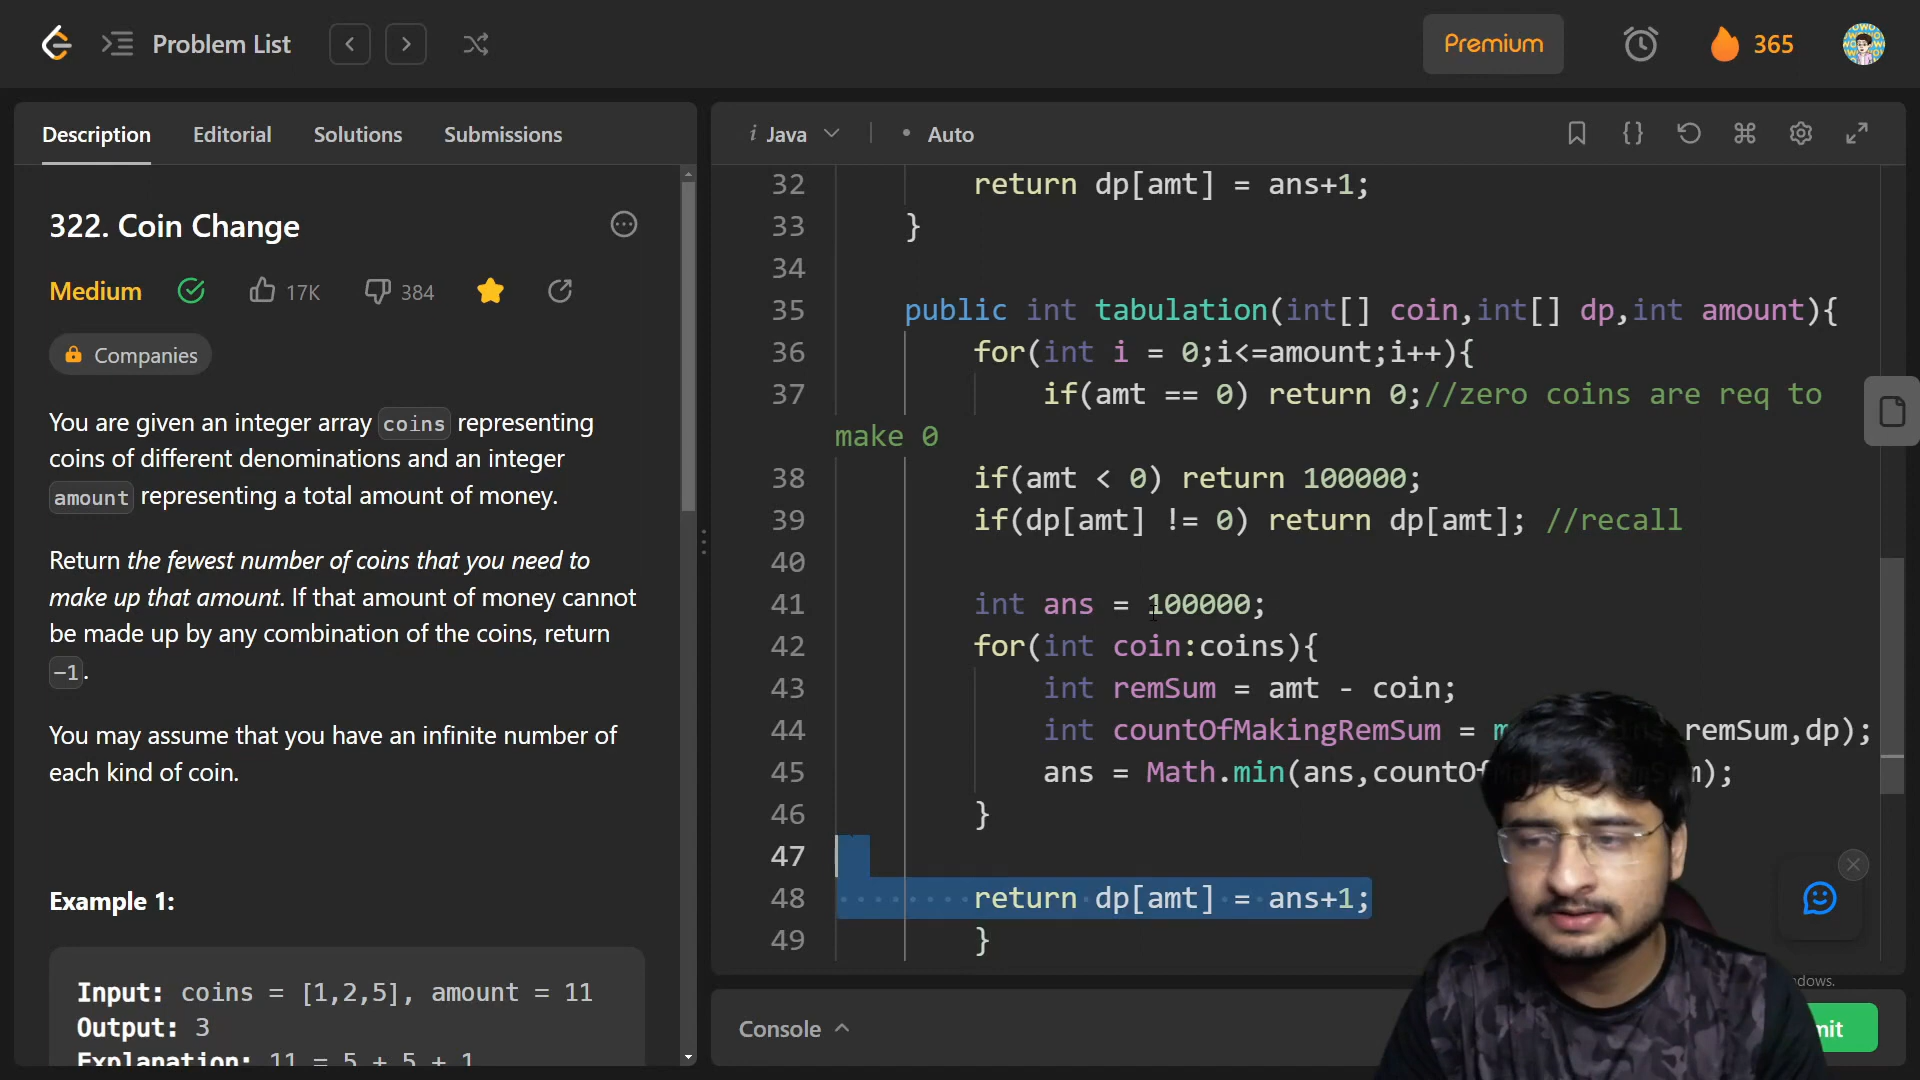 Problem List
Premium
365
Description Editorial Solutions Submissions
322. Coin Change
Medium 17K 384
Companies
You are given an integer array coins representing
coins of different denominations and an integer
amount representing a total amount of money.
Return the fewest number of coins that you need to
make up that amount. If that amount of money cannot
be made up by any combination of the coins, return
-1.
You may assume that you have an infinite number of
each kind of coin.
Example 1:
Input: coins = [1,2,5], amount = 11
Output: 3
Explanation: 11 = 5 + 5 + 1
i Java • Auto
32 return dp[amt] = ans+1;
33 }
34
35 public int tabulation(int[] coin,int[] dp,int amount){
36 for(int i = 0;i<=amount;i++){
37 if(amt == 0) return 0;//zero coins are req to
make 0
38 if(amt < 0) return 100000;
39 if(dp[amt] != 0) return dp[amt]; //recall
40
41 int ans = 100000;
42 for(int coin:coins){
43 int remSum = amt - coin;
44 int countOfMakingRemSum = remSum,dp);
45 ans = Math.min(ans,
46 }
47
48 return dp[amt] = ans+1;
49 }
Console